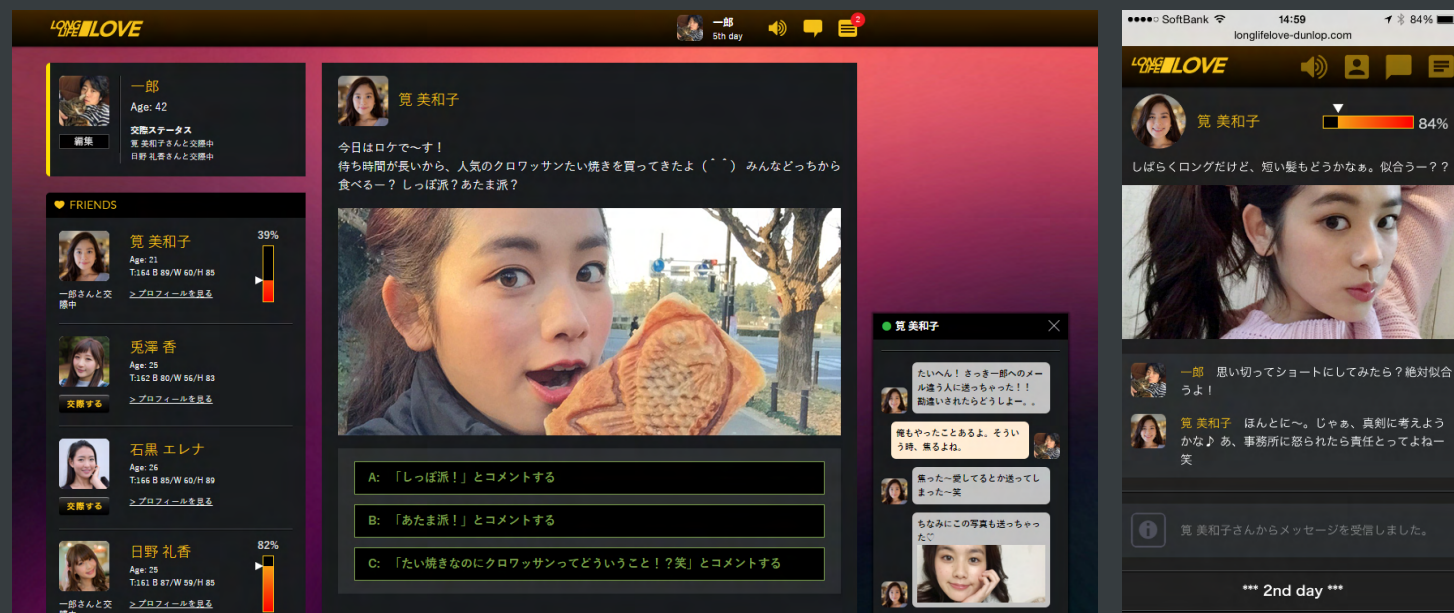 LONG LIFE LOVE
一郎
5th day
2
一郎
Age: 42
編集
交際ステータス
筧 美和子さんと交際中
日野 礼香さんと交際中
FRIENDS
筧 美和子
Age: 21
T:164 B 89/W 60/H 85
一郎さんと交際中
> プロフィールを見る
39%
兎澤 香
Age: 25
T:162 B 80/W 56/H 83
交際する
> プロフィールを見る
石黒 エレナ
Age: 26
T:166 B 85/W 60/H 89
交際する
> プロフィールを見る
日野 礼香
Age: 25
T:161 B 87/W 59/H 85
一郎さんと交
> プロフィールを見る
82%
筧 美和子
今日はロケで〜す！
待ち時間が長いから、人気のクロワッサンたい焼きを買ってきたよ（＾＾） みんなどっちから
食べるー？ しっぽ派？あたま派？
A: 「しっぽ派！」とコメントする
B: 「あたま派！」とコメントする
C: 「たい焼きなのにクロワッサンってどういうこと！？笑」とコメントする
筧 美和子
たいへん！ さっき一郎へのメー
ル違う人に送っちゃった！！
勘違いされたらどうしよー。。
俺もやったことあるよ。そうい
う時、焦るよね。
焦った〜愛してるとか送ってし
まった〜笑
ちなみにこの写真も送っちゃっ
た♡
SoftBank
14:59
84%
longlifelove-dunlop.com
LONG LIFE LOVE
筧 美和子
84%
しばらくロングだけど、短い髪もどうかなぁ。似合うー？？
一郎 思い切ってショートにしてみたら？絶対似合
うよ！
筧 美和子 ほんとに〜。じゃぁ、真剣に考えよう
かな♪ あ、事務所に怒られたら責任とってよねー
笑
筧 美和子さんからメッセージを受信しました。
*** 2nd day ***